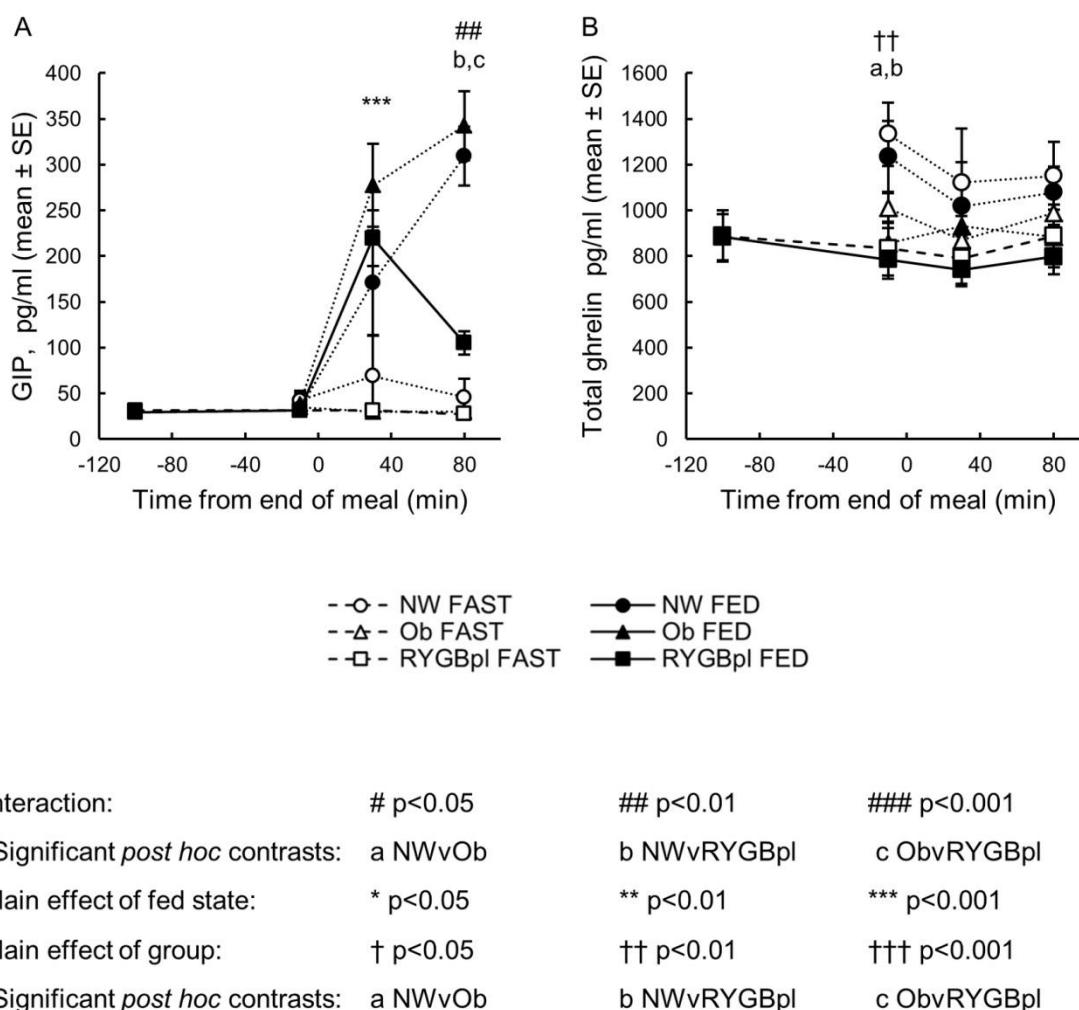 A
B
##
b,c
***
††
a,b
GIP, pg/ml (mean ± SE)
400
350
300
250
200
150
100
50
0
-120 -80 -40 0 40 80
Time from end of meal (min)
Total ghrelin pg/ml (mean ± SE)
1600
1400
1200
1000
800
600
400
200
0
-120 -80 -40 0 40 80
Time from end of meal (min)
NW FAST NW FED
Ob FAST Ob FED
RYGBpl FAST RYGBpl FED
nteraction: # p<0.05 ## p<0.01 ### p<0.001
Significant post hoc contrasts: a NWvOb b NWvRYGBpl c ObvRYGBpl
lain effect of fed state: * p<0.05 ** p<0.01 *** p<0.001
lain effect of group: † p<0.05 †† p<0.01 ††† p<0.001
Significant post hoc contrasts: a NWvOb b NWvRYGBpl c ObvRYGBpl